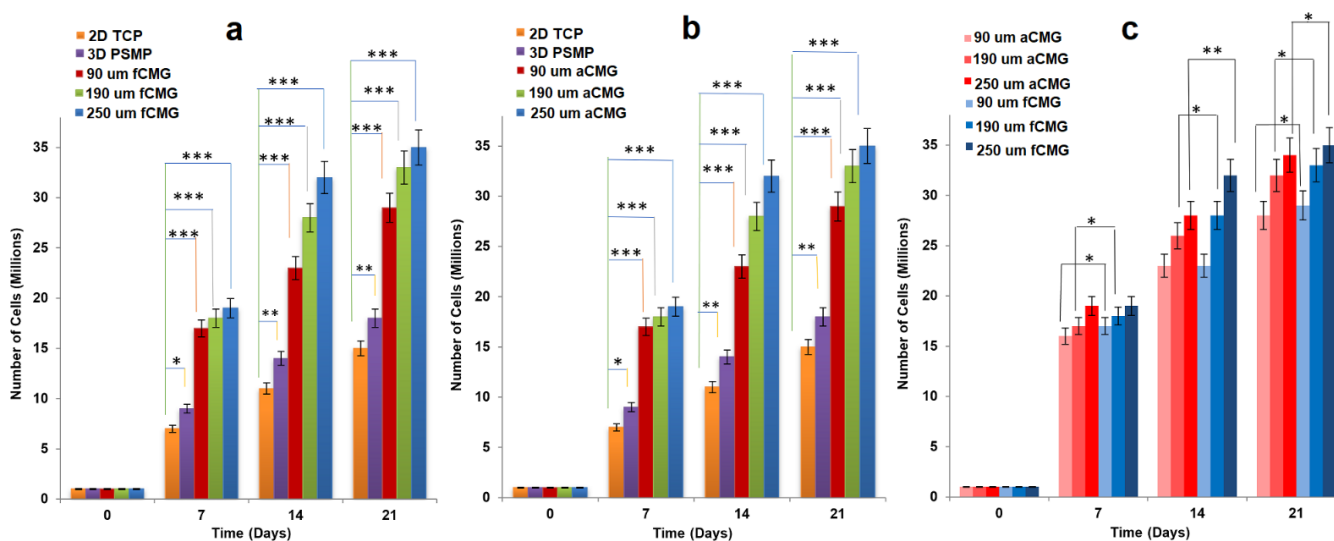 a
2D TCP
3D PSMP
90 um fCMG
190 um fCMG
250 um fCMG
Number of Cells (Millions)
35
30
25
20
15
10
5
0
*
***
***
***
**
***
***
***
**
***
***
***
0 7 14 21
Time (Days)
b
2D TCP
3D PSMP
90 um aCMG
190 um aCMG
250 um aCMG
Number of Cells (Millions)
35
30
25
20
15
10
5
0
*
***
***
***
**
***
***
***
**
***
***
***
0 7 14 21
Time (Days)
c
90 um aCMG
190 um aCMG
250 um aCMG
90 um fCMG
190 um fCMG
250 um fCMG
Number of Cells (Millions)
35
30
25
20
15
10
5
0
*
*
**
*
*
*
*
0 7 14 21
Time (Days)